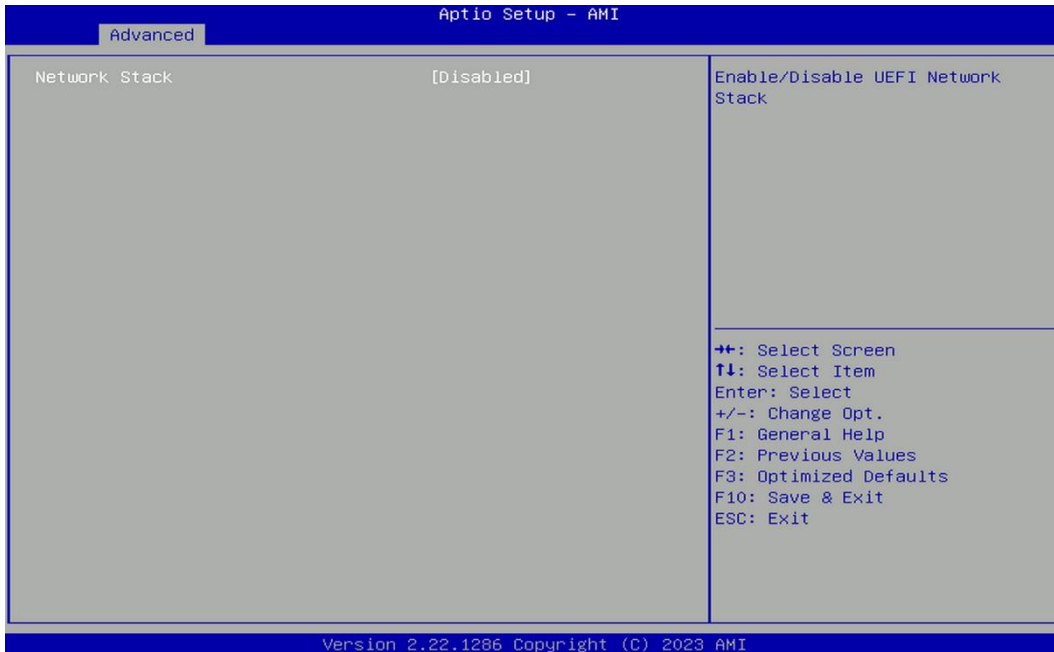 Aptio Setup – AMI
Advanced
Network Stack [Disabled]
Enable/Disable UEFI Network
Stack
→←: Select Screen
↑↓: Select Item
Enter: Select
+/-: Change Opt.
F1: General Help
F2: Previous Values
F3: Optimized Defaults
F10: Save & Exit
ESC: Exit
Version 2.22.1286 Copyright (C) 2023 AMI